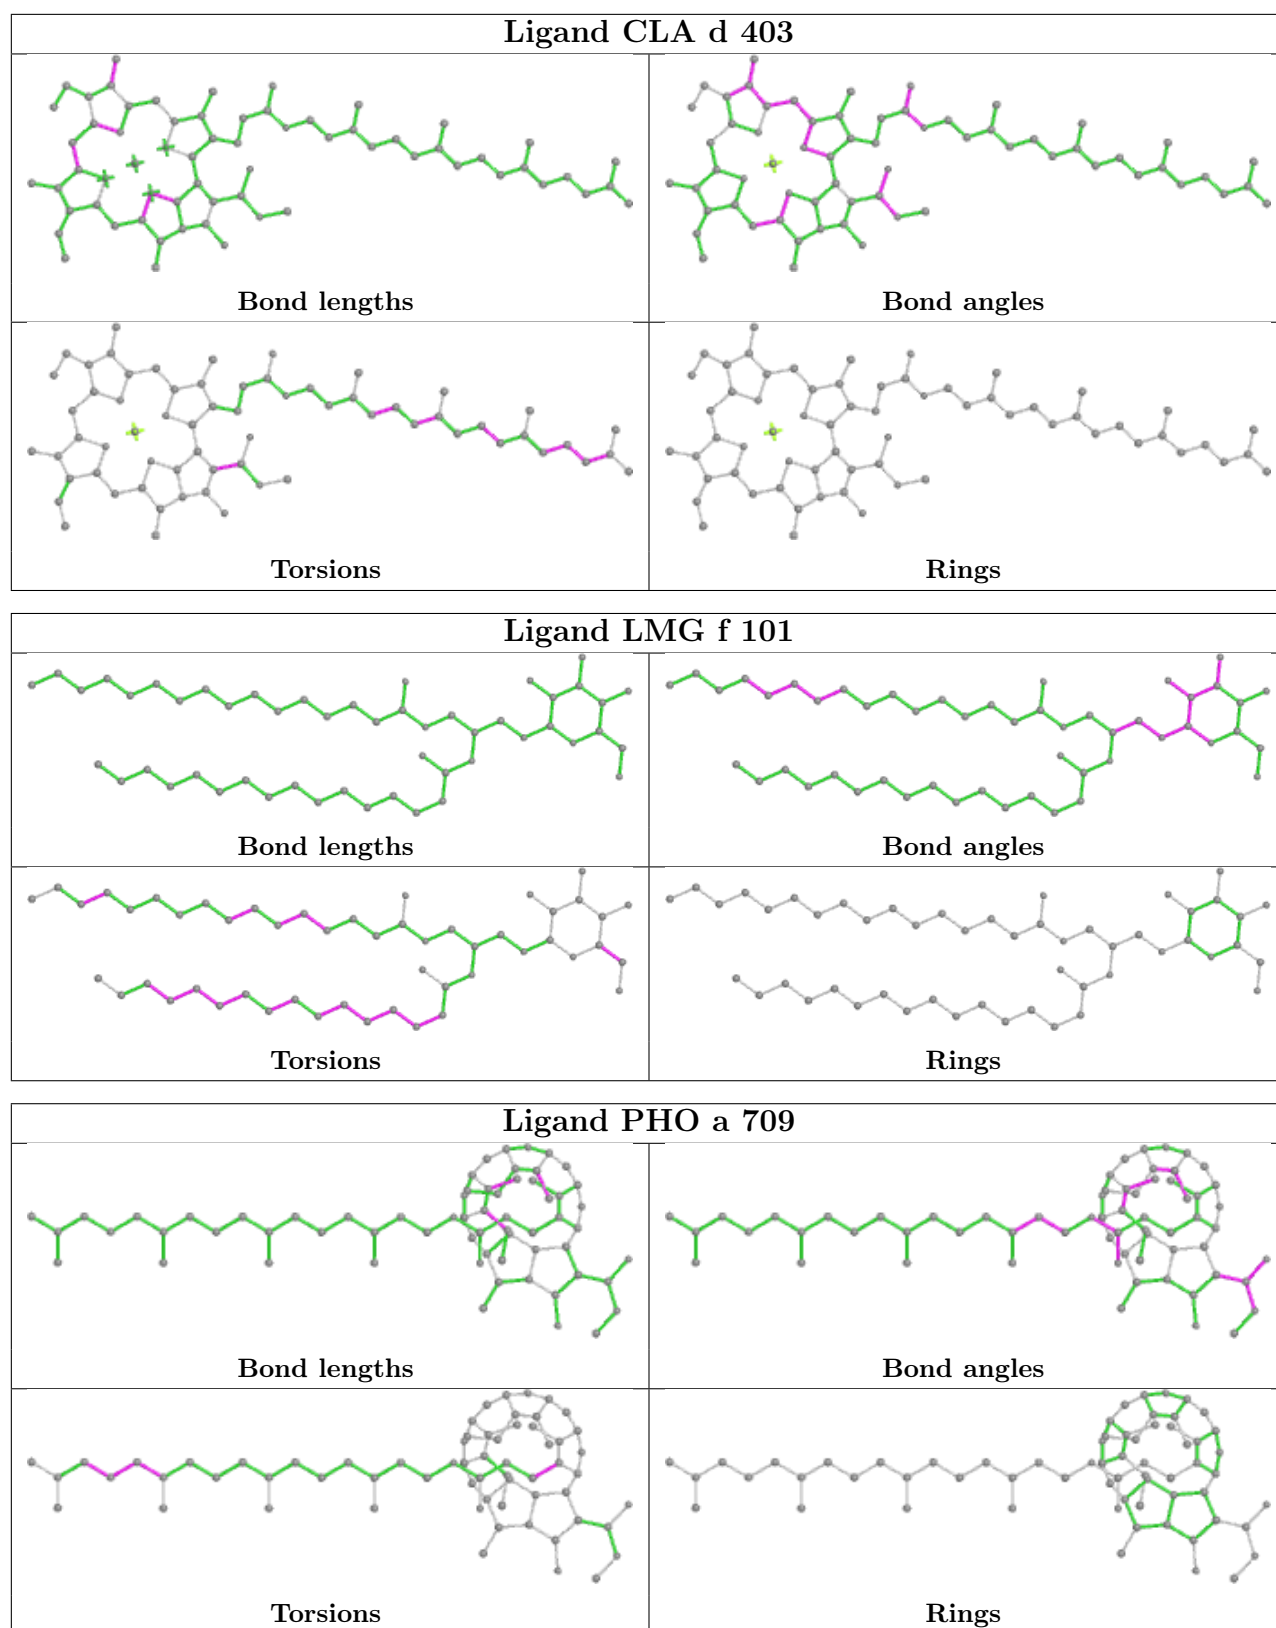 Ligand CLA d 403
Bond lengths
Bond angles
Torsions
Rings
Ligand LMG f 101
Bond lengths
Bond angles
Torsions
Rings
Ligand PHO a 709
Bond lengths
Bond angles
Torsions
Rings